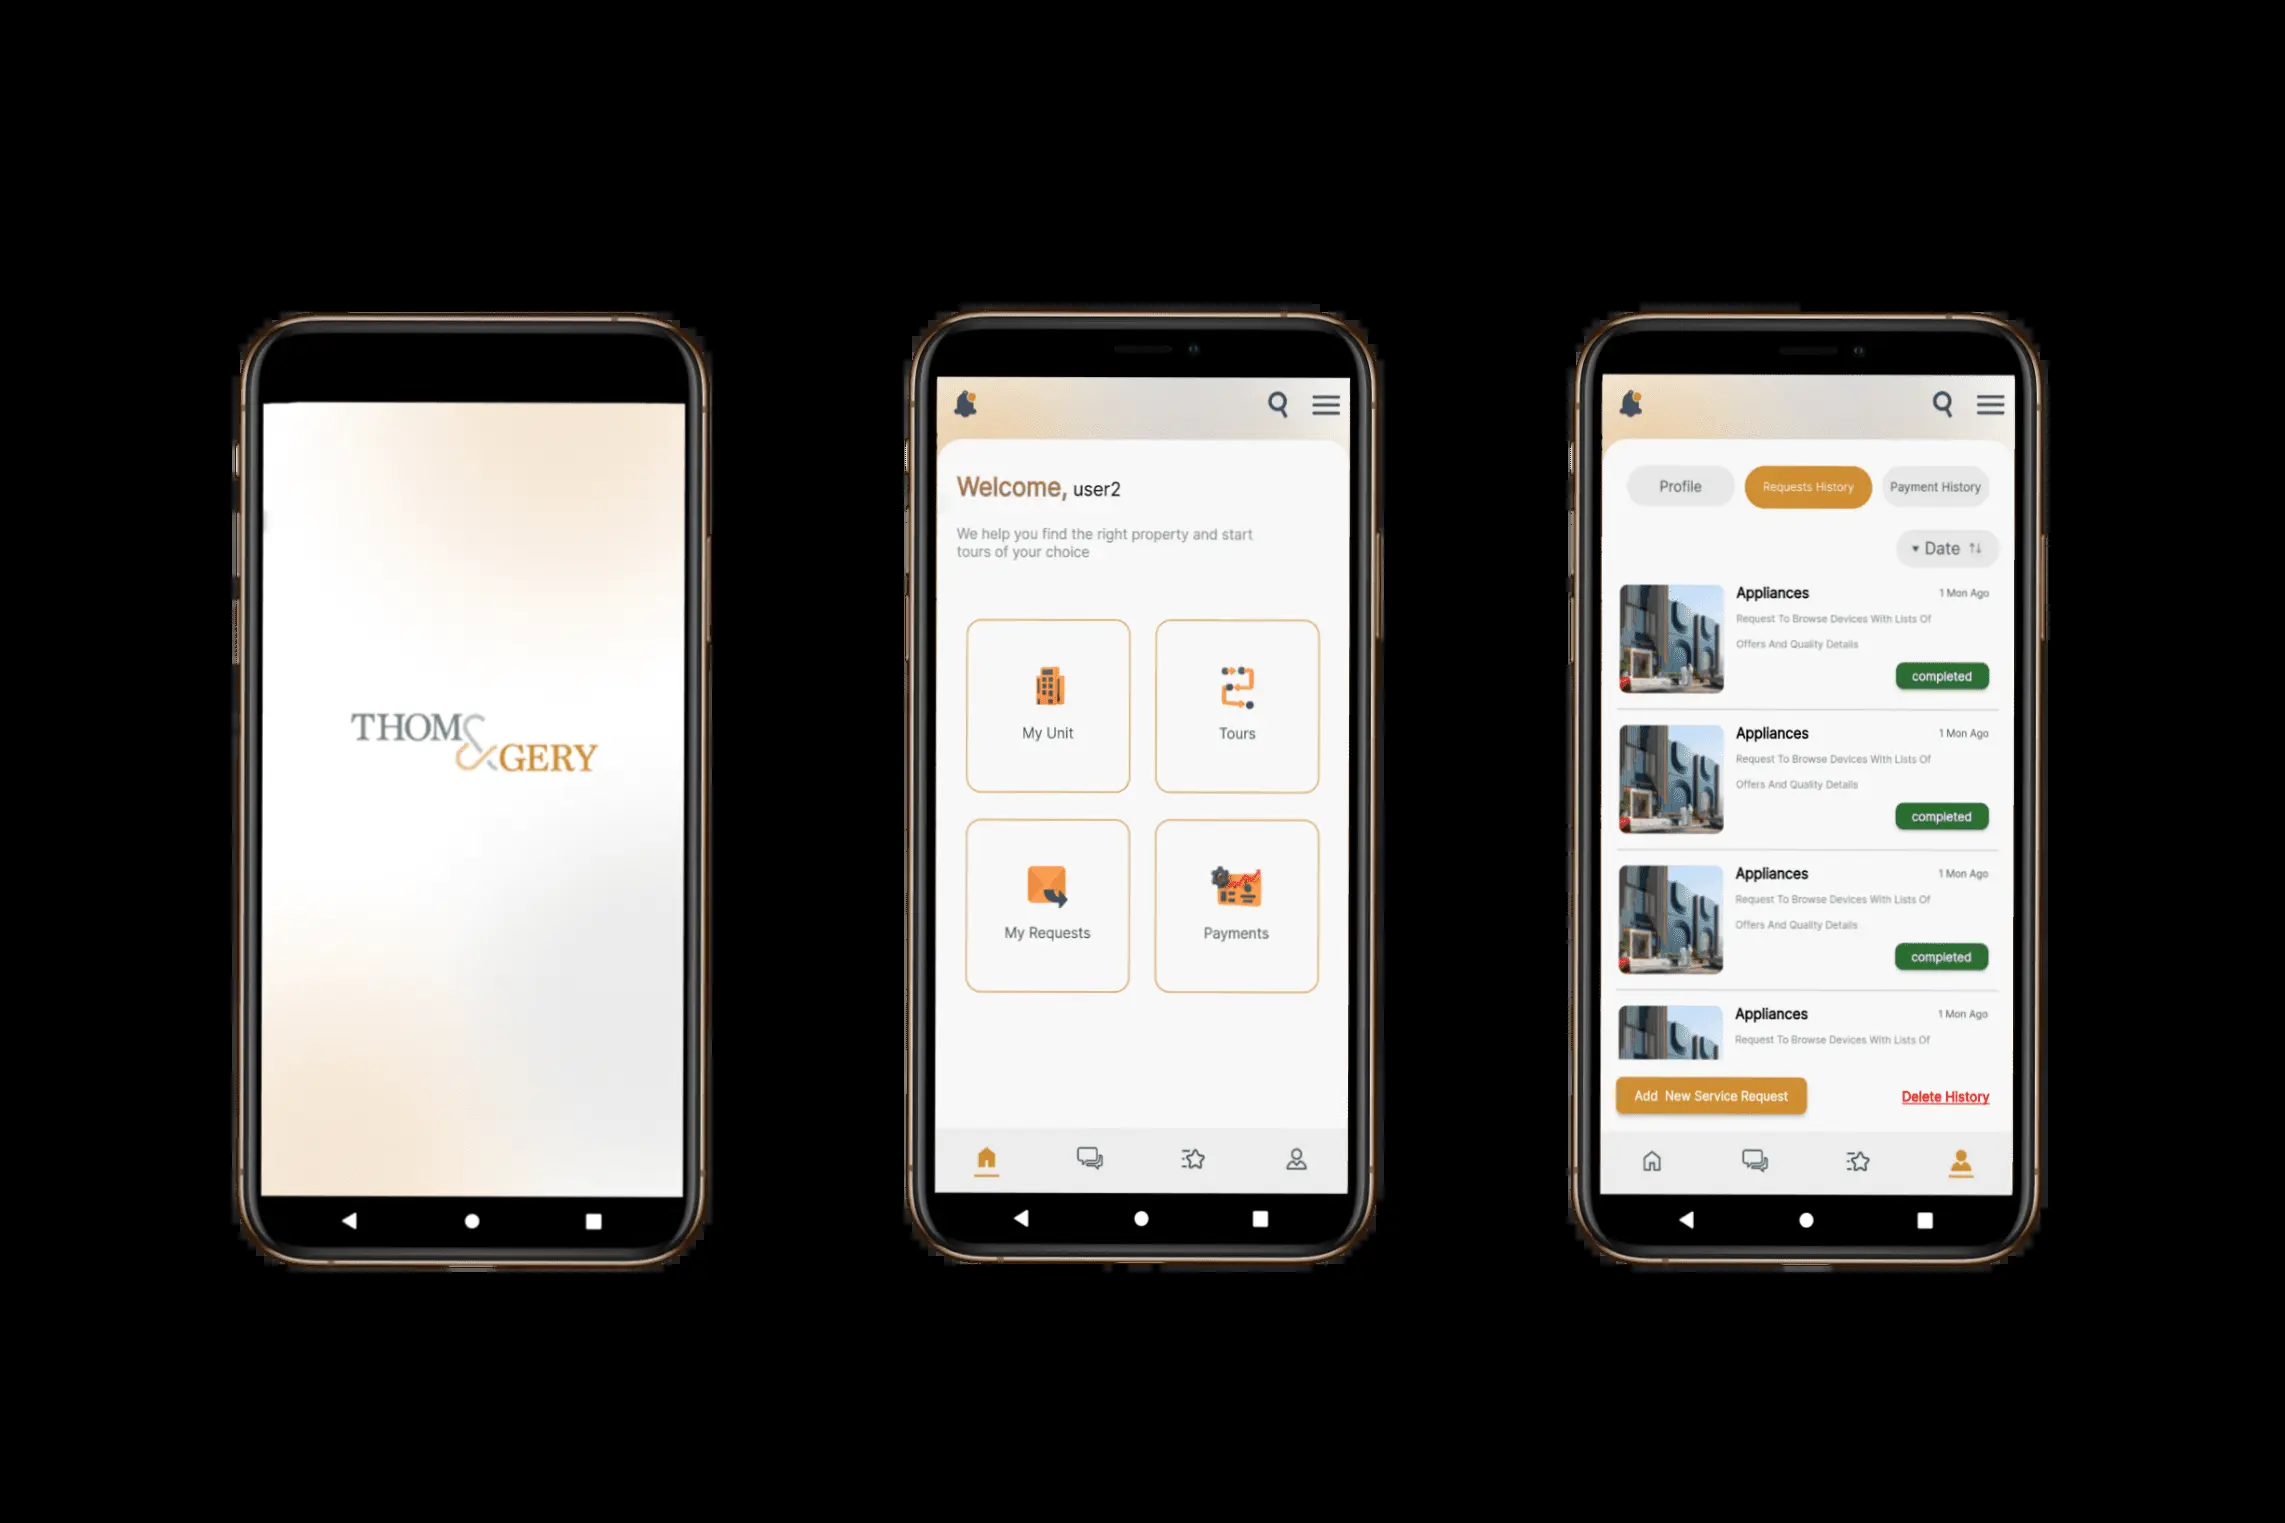 THOM&GERY
Welcome, user2
We help you find the right property and start
tours of your choice
My Unit
Tours
My Requests
Payments
Profile
Requests History
Payment History
Date
Appliances
1 Mon Ago
Request To Browse Devices With Lists Of
Offers And Quality Details
completed
Appliances
1 Mon Ago
Request To Browse Devices With Lists Of
Offers And Quality Details
completed
Appliances
1 Mon Ago
Request To Browse Devices With Lists Of
Offers And Quality Details
completed
Appliances
1 Mon Ago
Request To Browse Devices With Lists Of
Add New Service Request
Delete History